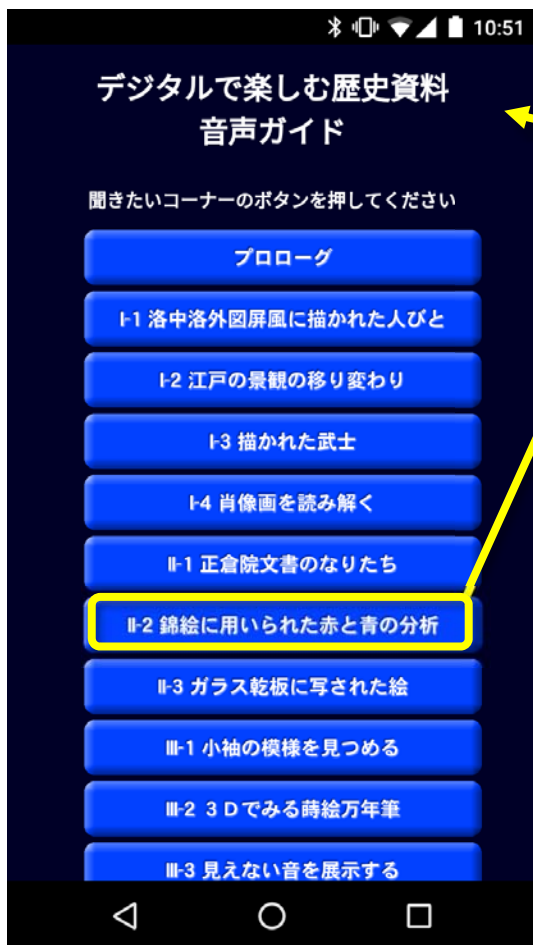 10:51
デジタルで楽しむ歴史資料
音声ガイド
聞きたいコーナーのボタンを押してください
プロローグ
Ⅰ-1 洛中洛外図屏風に描かれた人びと
Ⅰ-2 江戸の景観の移り変わり
Ⅰ-3 描かれた武士
Ⅰ-4 肖像画を読み解く
Ⅱ-1 正倉院文書のなりたち
Ⅱ-2 錦絵に用いられた赤と青の分析
Ⅱ-3 ガラス乾板に写された絵
Ⅲ-1 小袖の模様を見つめる
Ⅲ-2 ３Ｄでみる蒔絵万年筆
Ⅲ-3 見えない音を展示する